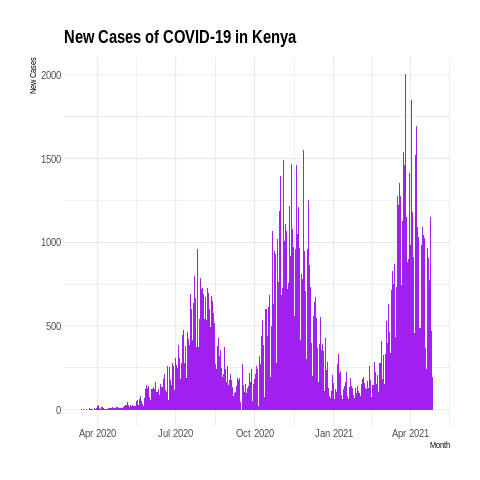 New Cases of COVID-19 in Kenya
New Cases
2000
1500
1000
500
0
Apr 2020
Jul 2020
Oct 2020
Jan 2021
Apr 2021
Month